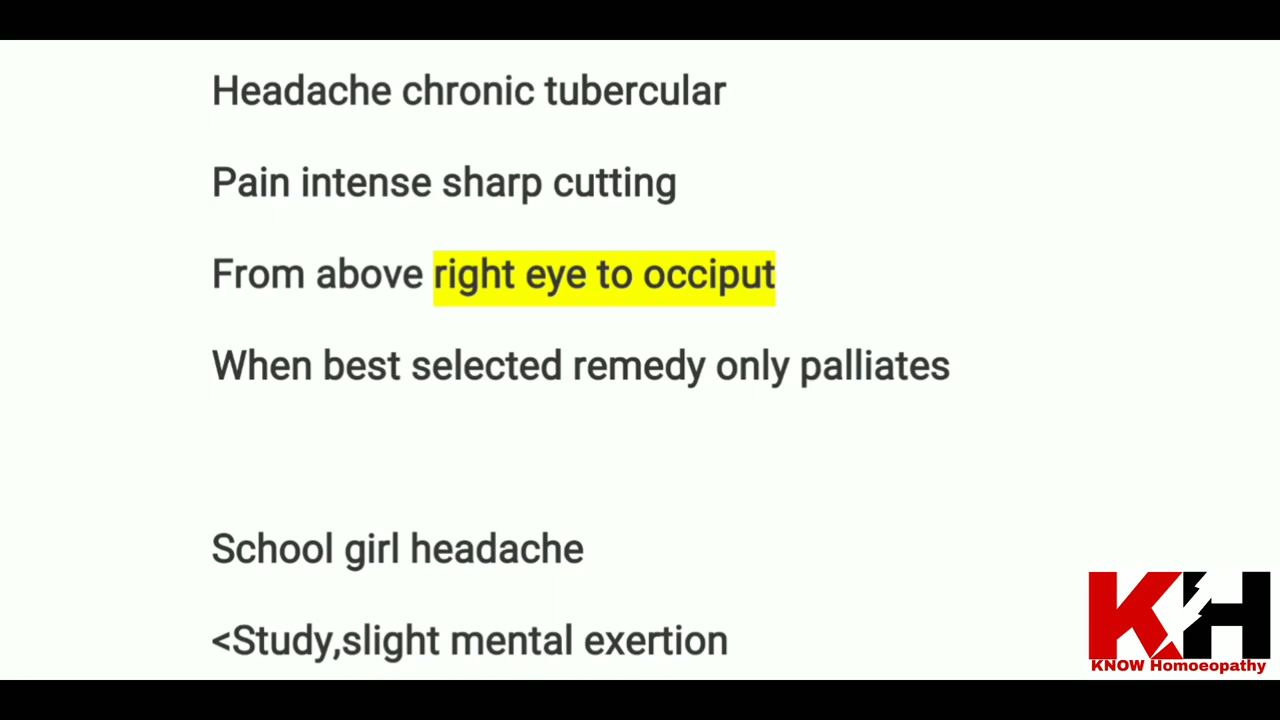 Headache chronic tubercular
Pain intense sharp cutting
From above right eye to occiput
When best selected remedy only palliates
School girl headache
<Study,slight mental exertion
KH
KNOW Homoeopathy